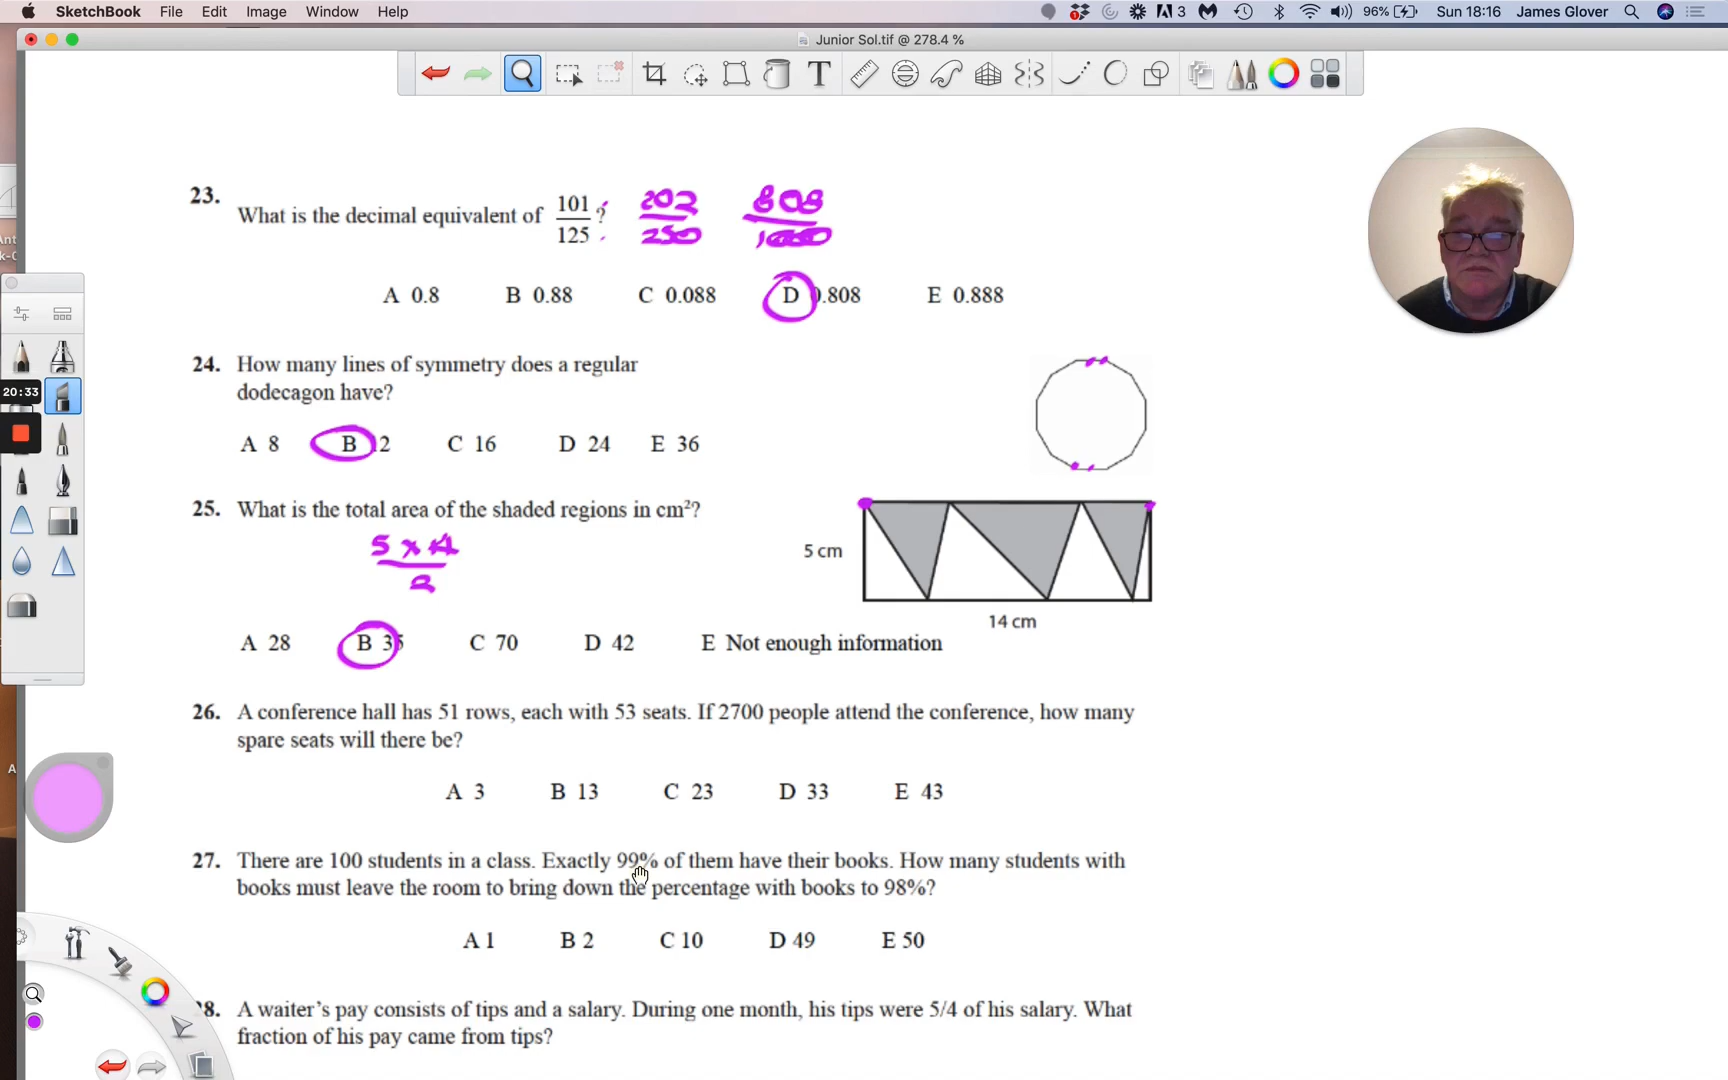 SketchBook File Edit Image Window Help
3 96% Sun 18:16 James Glover
Junior Sol.tif @ 278.4 %
23.
What is the decimal equivalent of 101/125 ? 202/250 808/1000
A 0.8 B 0.88 C 0.088 D 0.808 E 0.888
24. How many lines of symmetry does a regular
dodecagon have?
20:33
A 8 B 12 C 16 D 24 E 36
25. What is the total area of the shaded regions in cm²?
5 x 14
2
5 cm
14 cm
A 28 B 35 C 70 D 42 E Not enough information
26. A conference hall has 51 rows, each with 53 seats. If 2700 people attend the conference, how many
spare seats will there be?
A 3 B 13 C 23 D 33 E 43
27. There are 100 students in a class. Exactly 99% of them have their books. How many students with
books must leave the room to bring down the percentage with books to 98%?
A 1 B 2 C 10 D 49 E 50
28. A waiter's pay consists of tips and a salary. During one month, his tips were 5/4 of his salary. What
fraction of his pay came from tips?